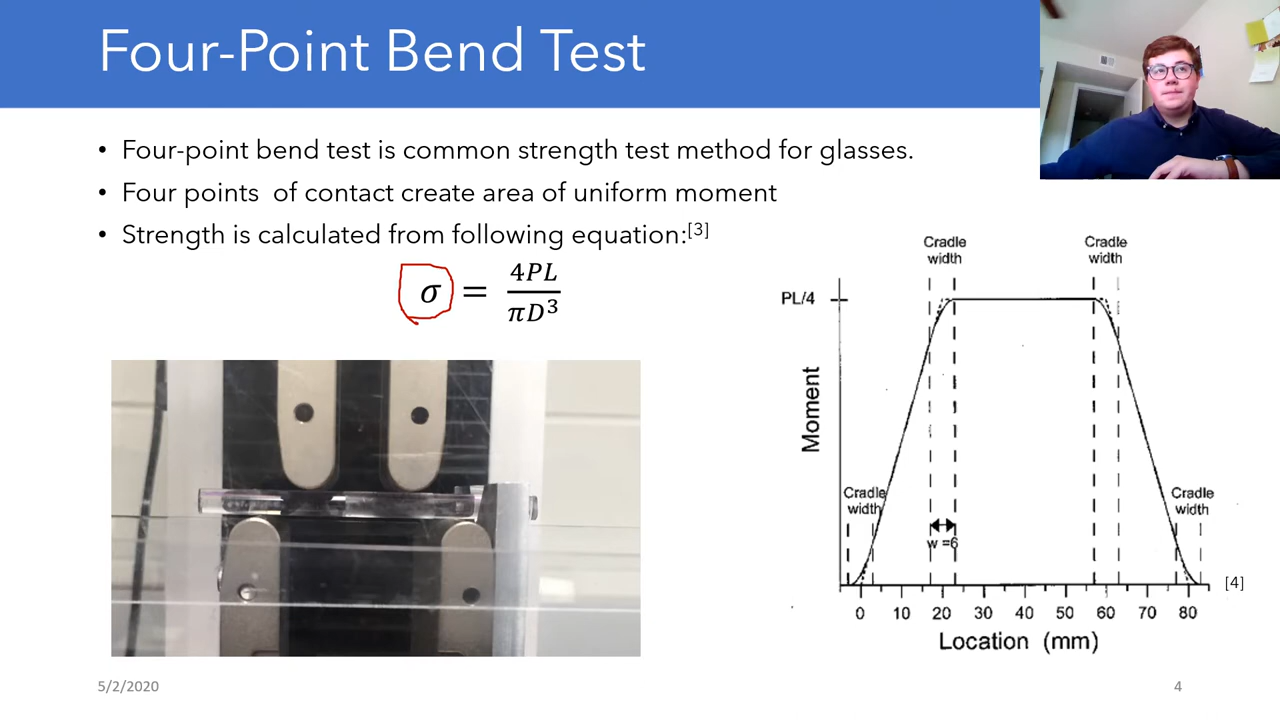 Four-Point Bend Test
• Four-point bend test is common strength test method for glasses.
• Four points  of contact create area of uniform moment
• Strength is calculated from following equation:[3]
σ = 4PL / πD³
Cradle width
Cradle width
PL/4
Moment
Cradle width
Cradle width
w =6
[4]
0 10 20 30 40 50 60 70 80
Location (mm)
5/2/2020
4